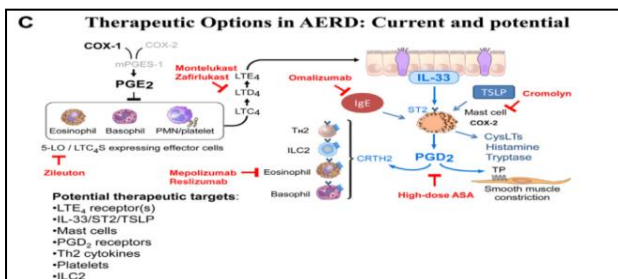 C Therapeutic Options in AERD: Current and potential
COX-1
COX-2
mPGES-1
PGE2
Montelukast
Zafirlukast
LTE4
LTD4
LTC4
Eosinophil
Basophil
PMN/platelet
5-LO / LTC4S expressing effector cells
Zileuton
Omalizumab
IgE
IL-33
ST2
TSLP
Cromolyn
Mast cell
COX-2
CysLTs
Histamine
Tryptase
TH2
ILC2
Eosinophil
Basophil
Mepolizumab
Reslizumab
CRTH2
PGD2
TP
High-dose ASA
Smooth muscle
constriction
Potential therapeutic targets:
•LTE4 receptor(s)
•IL-33/ST2/TSLP
•Mast cells
•PGD2 receptors
•Th2 cytokines
•Platelets
•ILC2